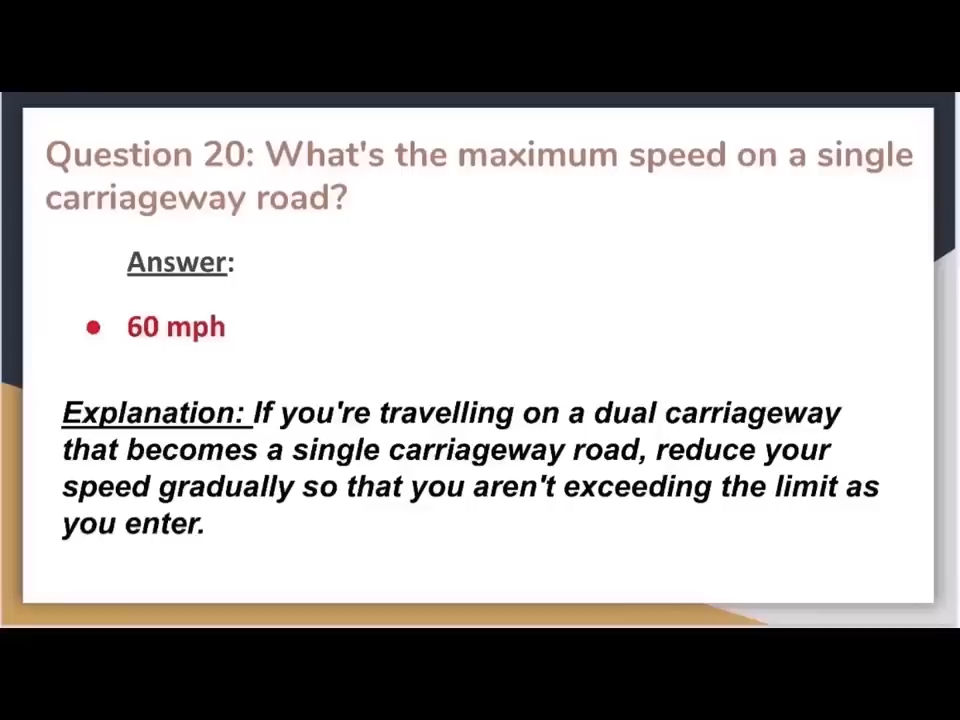 Question 20: What's the maximum speed on a single
carriageway road?
Answer:
● 60 mph
Explanation: If you're travelling on a dual carriageway
that becomes a single carriageway road, reduce your
speed gradually so that you aren't exceeding the limit as
you enter.